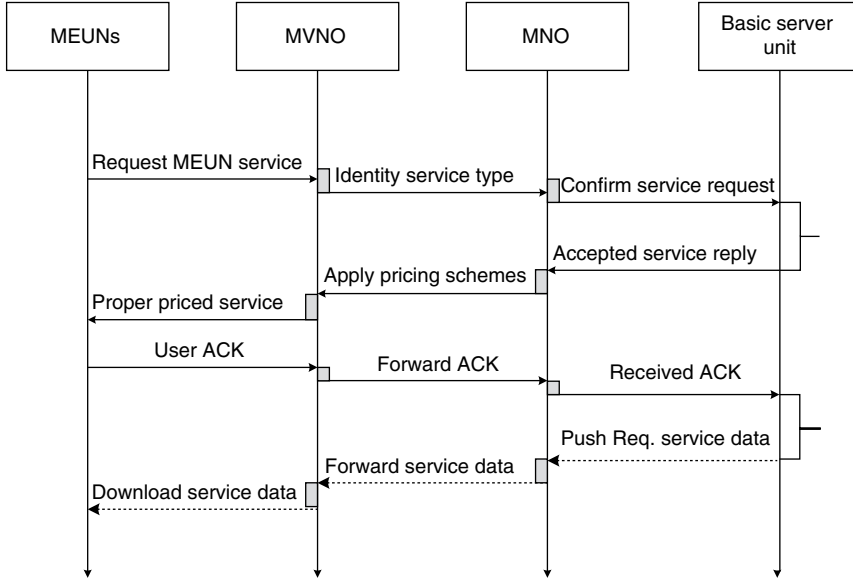 MEUNs
MVNO
MNO
Basic server
unit
Request MEUN service
Identity service type
Confirm service request
Accepted service reply
Apply pricing schemes
Proper priced service
User ACK
Forward ACK
Received ACK
Push Req. service data
Forward service data
Download service data